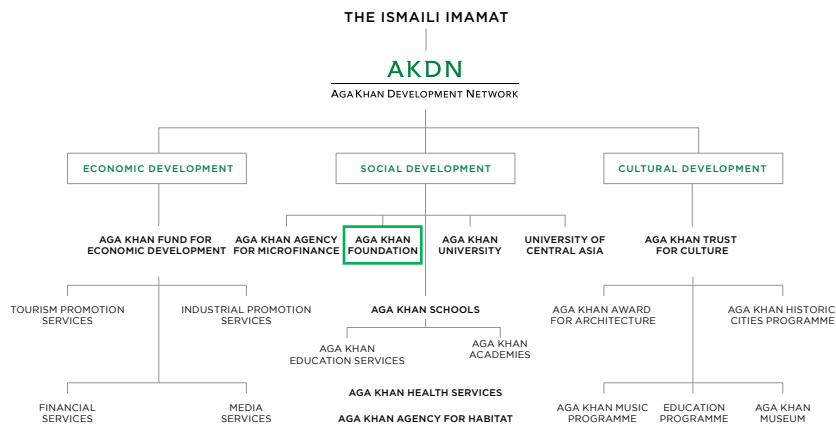 THE ISMAILI IMAMAT
AKDN
AGA KHAN DEVELOPMENT NETWORK
ECONOMIC DEVELOPMENT
SOCIAL DEVELOPMENT
CULTURAL DEVELOPMENT
AGA KHAN FUND FOR
ECONOMIC DEVELOPMENT
AGA KHAN AGENCY
FOR MICROFINANCE
AGA KHAN
FOUNDATION
AGA KHAN
UNIVERSITY
UNIVERSITY OF
CENTRAL ASIA
AGA KHAN TRUST
FOR CULTURE
TOURISM PROMOTION
SERVICES
INDUSTRIAL PROMOTION
SERVICES
AGA KHAN SCHOOLS
AGA KHAN AWARD
FOR ARCHITECTURE
AGA KHAN HISTORIC
CITIES PROGRAMME
AGA KHAN
EDUCATION SERVICES
AGA KHAN
ACADEMIES
AGA KHAN HEALTH SERVICES
AGA KHAN AGENCY FOR HABITAT
FINANCIAL
SERVICES
MEDIA
SERVICES
AGA KHAN MUSIC
PROGRAMME
EDUCATION
PROGRAMME
AGA KHAN
MUSEUM